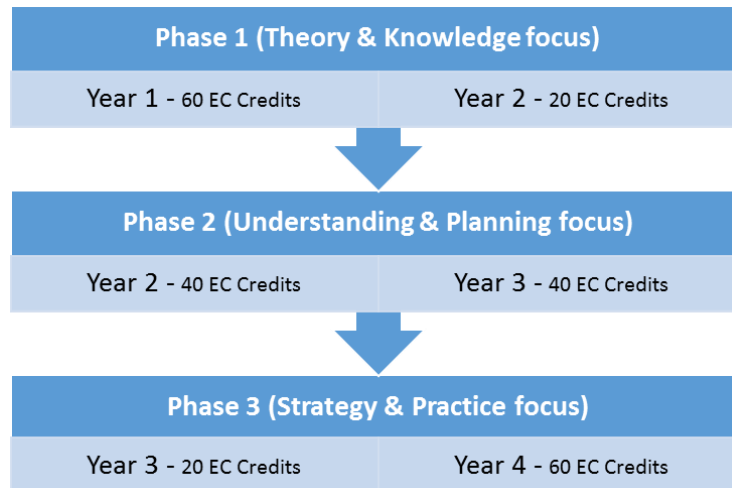 Phase 1 (Theory & Knowledge focus)
Year 1 - 60 EC Credits
Year 2 - 20 EC Credits
Phase 2 (Understanding & Planning focus)
Year 2 - 40 EC Credits
Year 3 - 40 EC Credits
Phase 3 (Strategy & Practice focus)
Year 3 - 20 EC Credits
Year 4 - 60 EC Credits